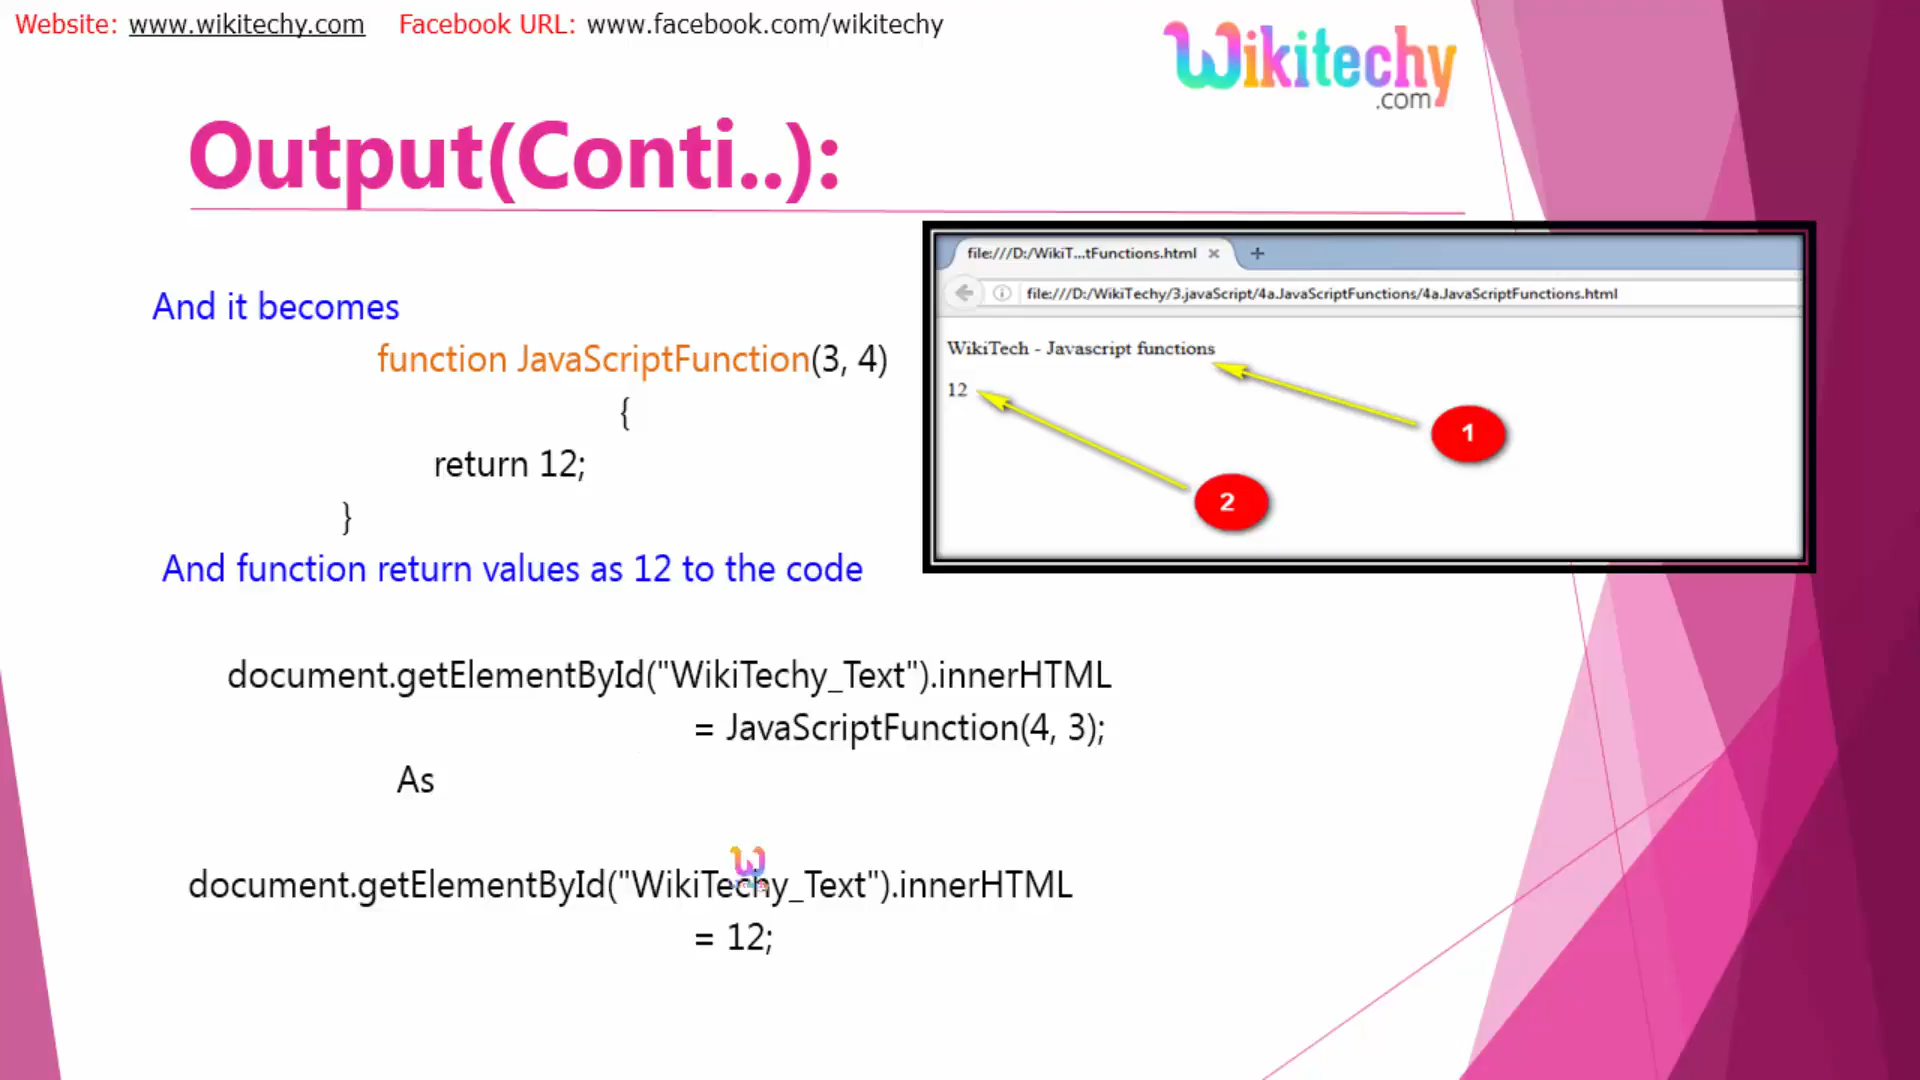 Website: www.wikitechy.com Facebook URL: www.facebook.com/wikitechy
Wikitechy
.com
Output(Conti..):
file:///D:/WikiT...tFunctions.html × +
file:///D:/WikiTechy/3.javaScript/4a.JavaScriptFunctions/4a.JavaScriptFunctions.html
WikiTech - Javascript functions
12
1
2
And it becomes
function JavaScriptFunction(3, 4)
{
return 12;
}
And function return values as 12 to the code
document.getElementById("WikiTechy_Text").innerHTML
= JavaScriptFunction(4, 3);
As
document.getElementById("WikiTechy_Text").innerHTML
= 12;